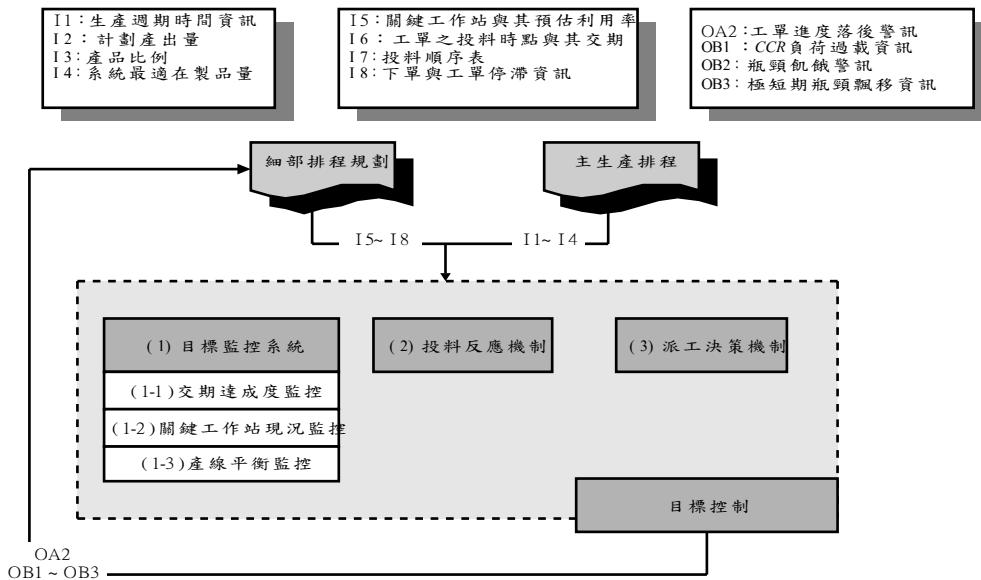 I1：生產週期時間資訊
I2：計劃產出量
I3：產品比例
I4：系統最適在製品量
I5：關鍵工作站與其預估利用率
I6：工單之投料時點與其交期
I7：投料順序表
I8：下單與工單停滯資訊
OA2：工單進度落後警訊
OB1：CCR負荷過載資訊
OB2：瓶頸飢餓警訊
OB3：極短期瓶頸飄移資訊
細部排程規劃
主生產排程
I5~ I8
I1~ I4
(1) 目標監控系統
(1-1)交期達成度監控
(1-2)關鍵工作站現況監控
(1-3)產線平衡監控
(2) 投料反應機制
(3) 派工決策機制
目標控制
OA2
OB1 ~ OB3